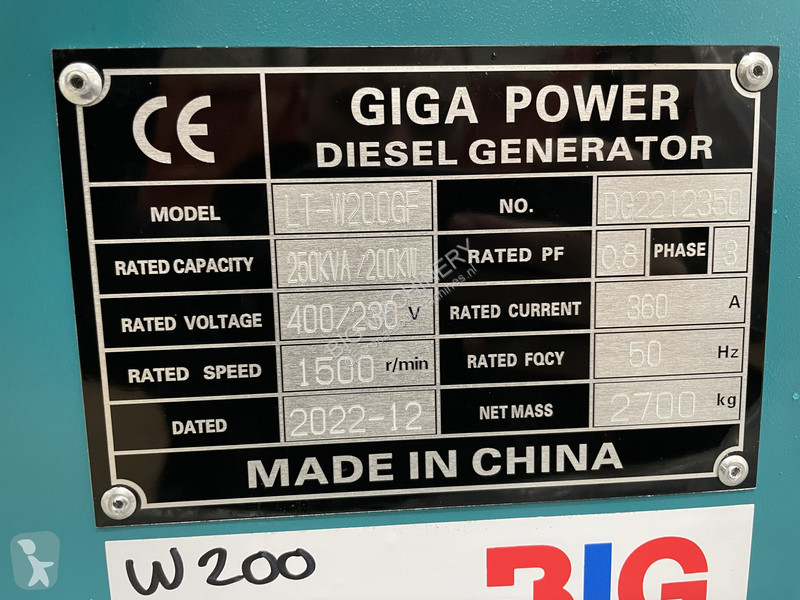 CE
GIGA POWER
DIESEL GENERATOR
MODEL LT-W200GF NO. DG2212350
RATED CAPACITY 250KVA/200KW RATED PF 0.8 PHASE 3
RATED VOLTAGE 400/230 V RATED CURRENT 360 A
RATED SPEED 1500 r/min RATED FQCY 50 Hz
DATED 2022-12 NET MASS 2700 kg
MADE IN CHINA
W200 BIG